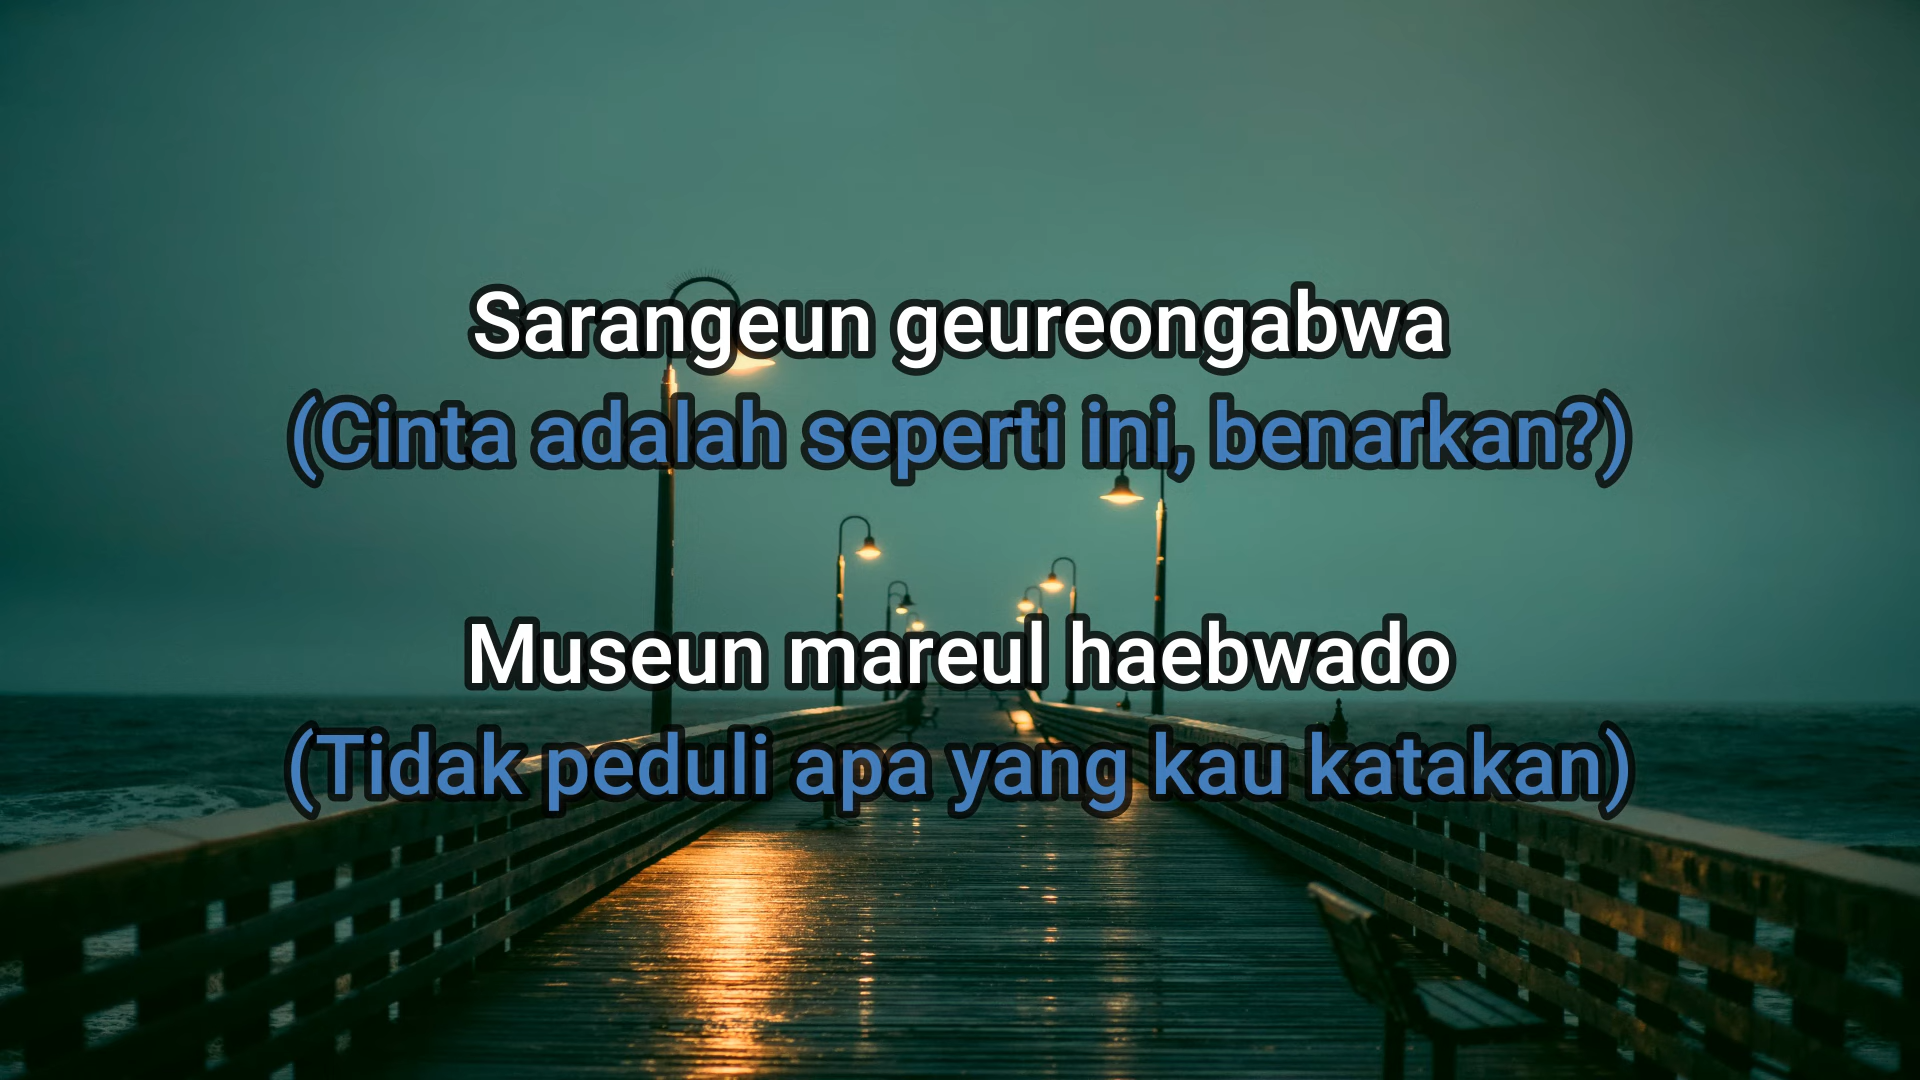 Sarangeun geureongabwa
(Cinta adalah seperti ini, benarkan?)
Museun mareul haebwado
(Tidak peduli apa yang kau katakan)